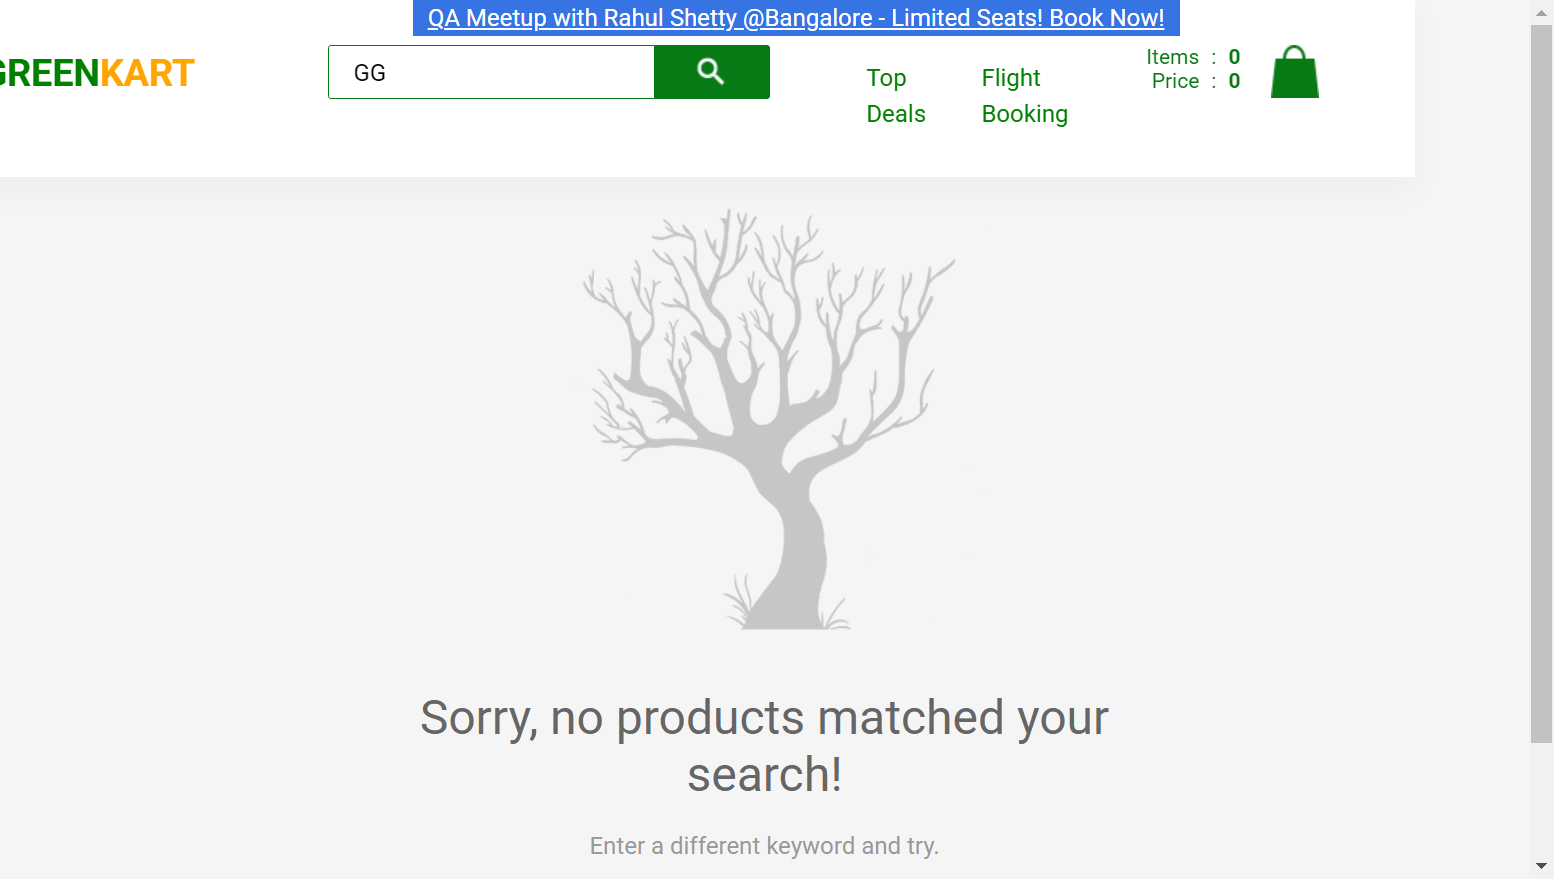 QA Meetup with Rahul Shetty @Bangalore - Limited Seats! Book Now!
GREENKART
GG
Top Deals
Flight Booking
Items : 0
Price : 0
Sorry, no products matched your
search!
Enter a different keyword and try.